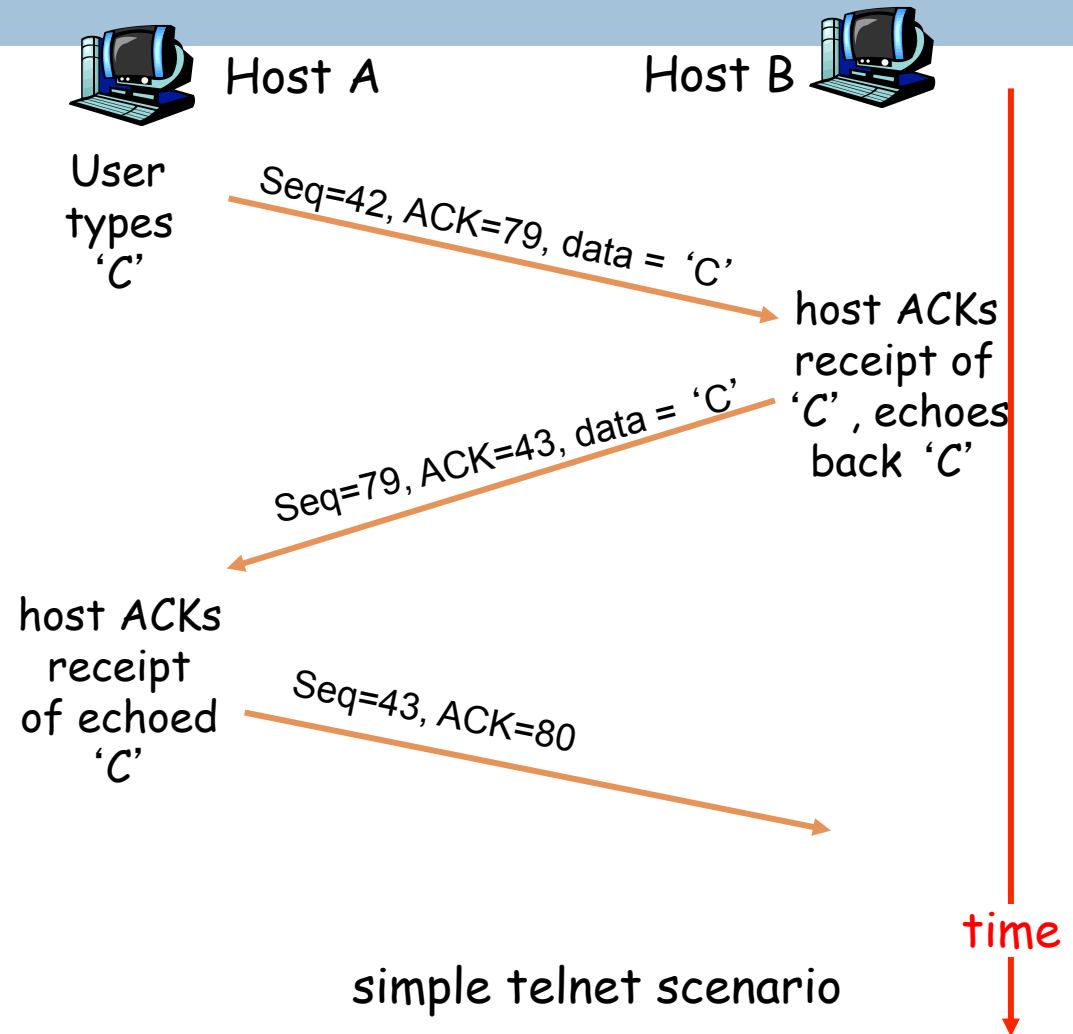 Host A
Host B
User
types
‘C’
Seq=42, ACK=79, data = ‘C’
host ACKs
receipt of
‘C’ , echoes
back ‘C’
Seq=79, ACK=43, data = ‘C’
host ACKs
receipt
of echoed
‘C’
Seq=43, ACK=80
time
simple telnet scenario